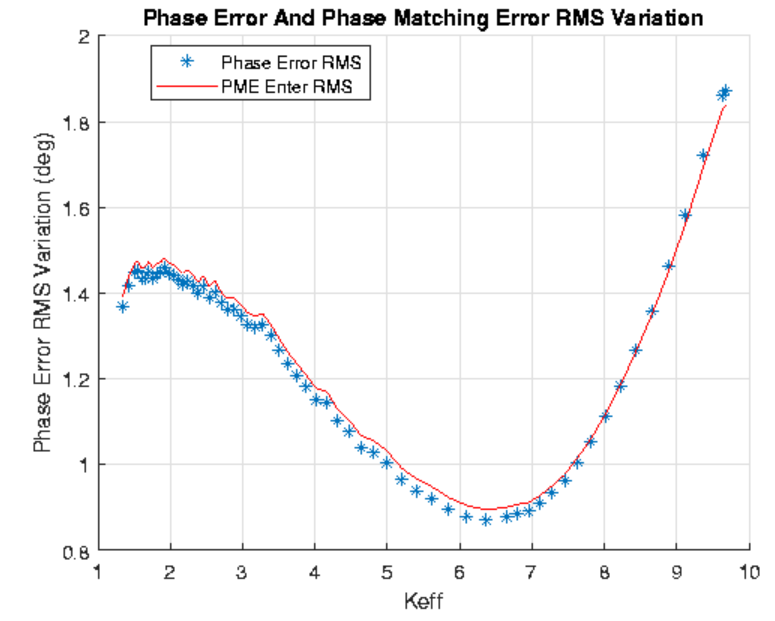 Phase Error And Phase Matching Error RMS Variation
Phase Error RMS
PME Enter RMS
Phase Error RMS Variation (deg)
2
1.8
1.6
1.4
1.2
1
0.8
1 2 3 4 5 6 7 8 9 10
Keff